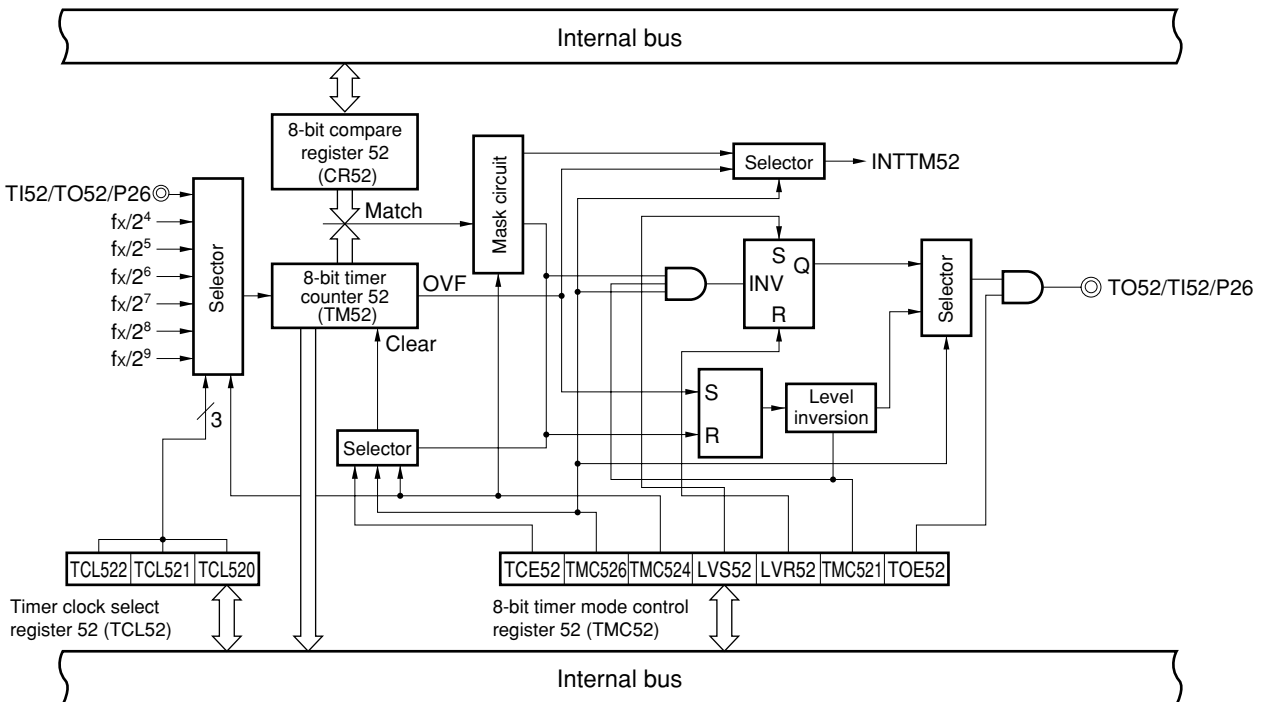 Internal bus
8-bit compare
register 52
(CR52)
TI52/TO52/P26
fx/2⁴
fx/2⁵
fx/2⁶
fx/2⁷
fx/2⁸
fx/2⁹
Selector
Match
8-bit timer
counter 52
(TM52)
OVF
Clear
Mask circuit
Selector
INTTM52
S
INV
Q
R
Selector
TO52/TI52/P26
S
R
Level
inversion
3
Selector
TCL522 TCL521 TCL520
Timer clock select
register 52 (TCL52)
TCE52 TMC526 TMC524 LVS52 LVR52 TMC521 TOE52
8-bit timer mode control
register 52 (TMC52)
Internal bus